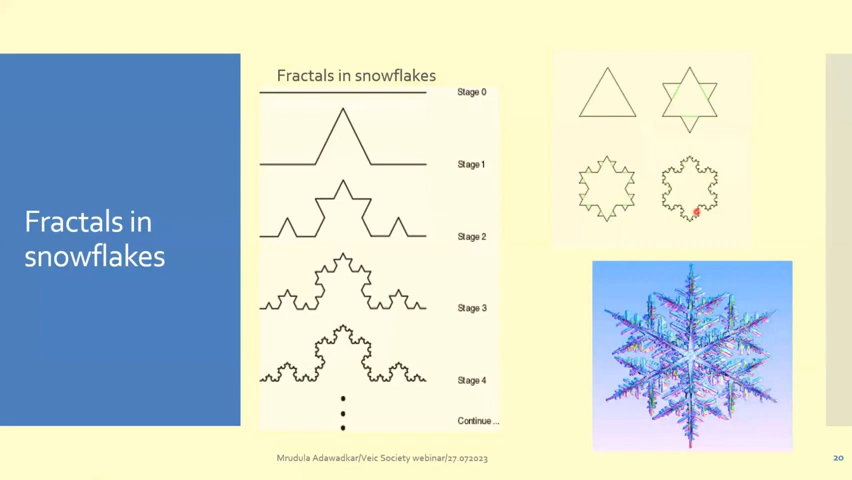 Fractals in
snowflakes
Fractals in snowflakes
Stage 0
Stage 1
Stage 2
Stage 3
Stage 4
Continue ...
Mrudula Adawadkar/Veic Society webinar/27.072023
20